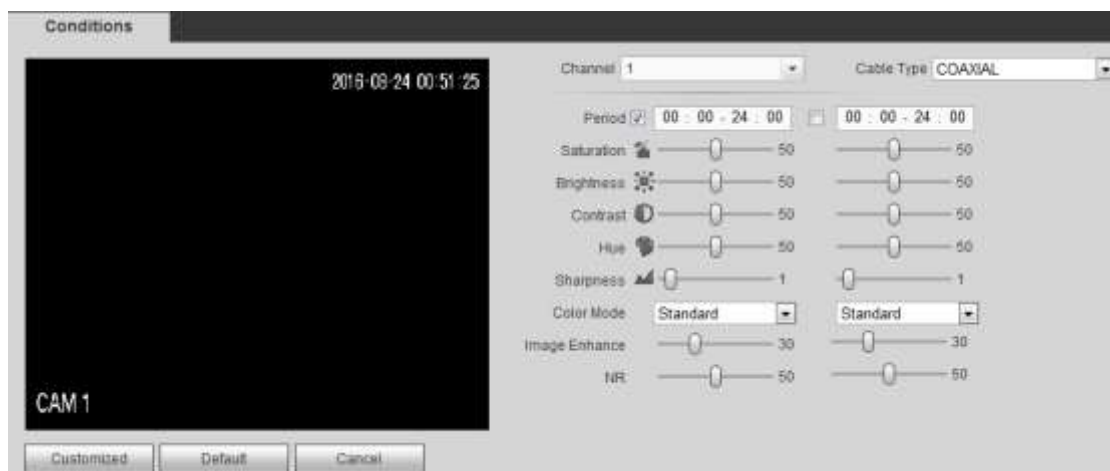 Conditions
2016-09-24 00:51:25
CAM 1
Customized Default Cancel
Channel 1 Cable Type COAXIAL
Period 00 : 00 - 24 : 00 00 : 00 - 24 : 00
Saturation 50 50
Brightness 50 50
Contrast 50 50
Hue 50 50
Sharpness 1 1
Color Mode Standard Standard
Image Enhance 30 30
NR 50 50